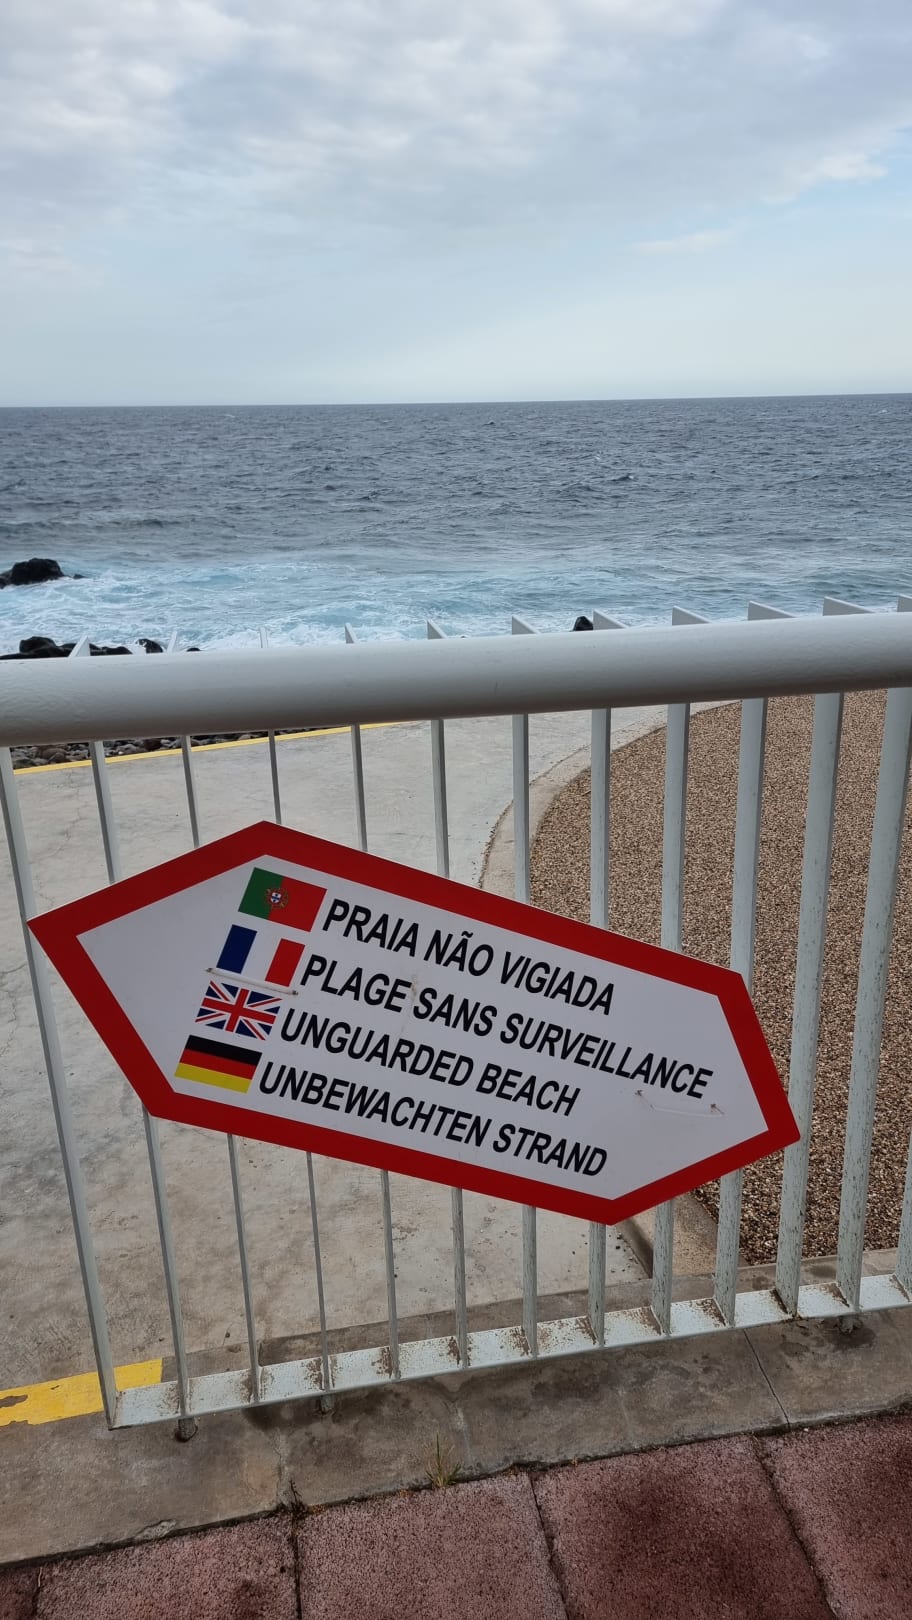 PRAIA NÃO VIGIADA
PLAGE SANS SURVEILLANCE
UNGUARDED BEACH
UNBEWACHTEN STRAND